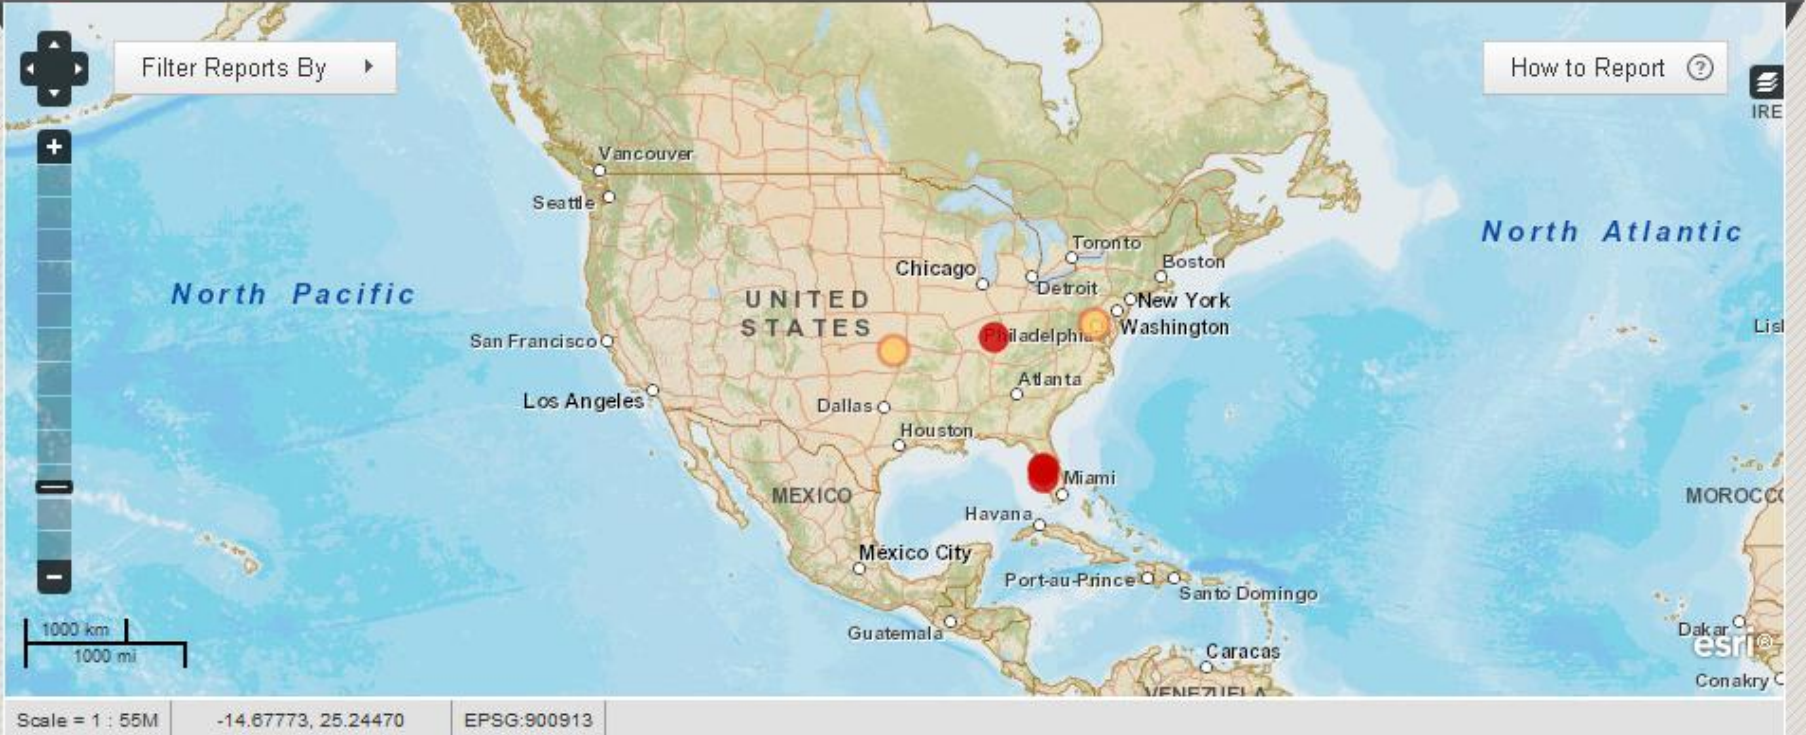 Filter Reports By
How to Report ?
IRE
Vancouver
Seattle
North Atlantic
Toronto
Boston
Chicago
Detroit
North Pacific
UNITED
STATES
New York
Philadelphia
Washington
San Francisco
Lis
Atlanta
Los Angeles
Dallas
Houston
Miami
MEXICO
MOROCCO
Havana
México City
Port-au-Prince
Santo Domingo
Guatemala
Dakar
esri®
1000 km
1000 mi
Caracas
Conakry
VENEZUELA
Scale = 1 : 55M
-14.67773, 25.24470
EPSG:900913